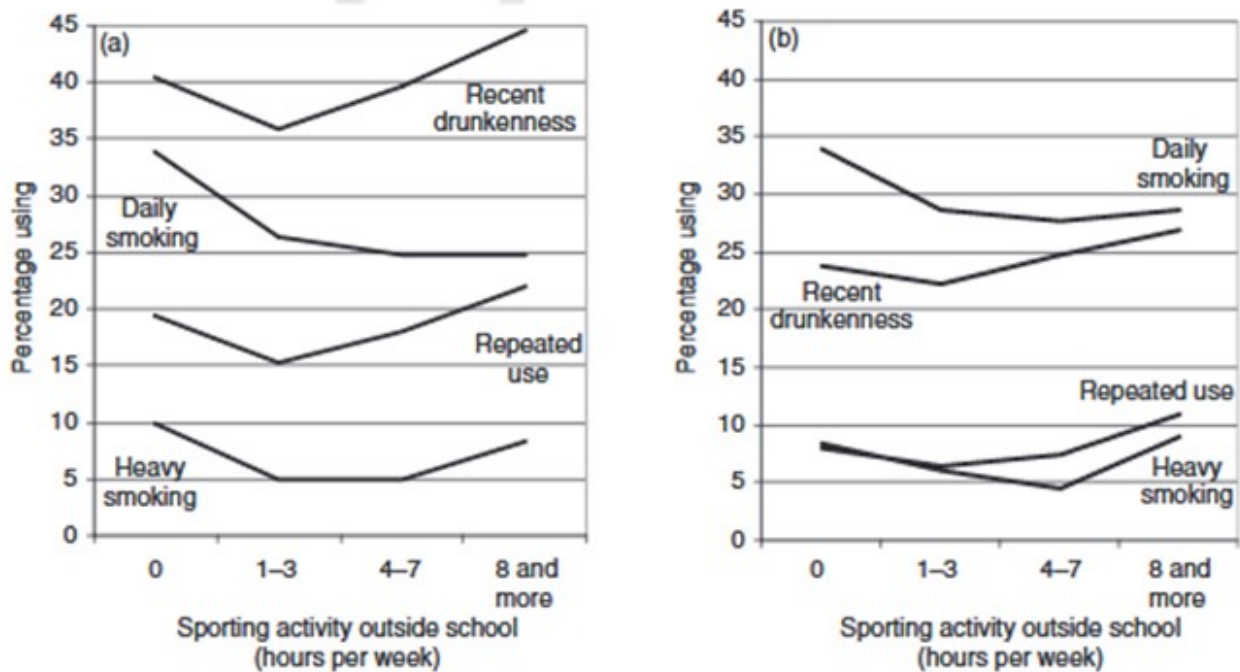 (a)
45
40
35
30
25
20
15
10
5
0
Percentage using
Recent
drunkenness
Daily
smoking
Repeated
use
Heavy
smoking
0
1–3
4–7
8 and
more
Sporting activity outside school
(hours per week)
(b)
45
40
35
30
25
20
15
10
5
0
Percentage using
Daily
smoking
Recent
drunkenness
Repeated use
Heavy
smoking
0
1–3
4–7
8 and
more
Sporting activity outside school
(hours per week)